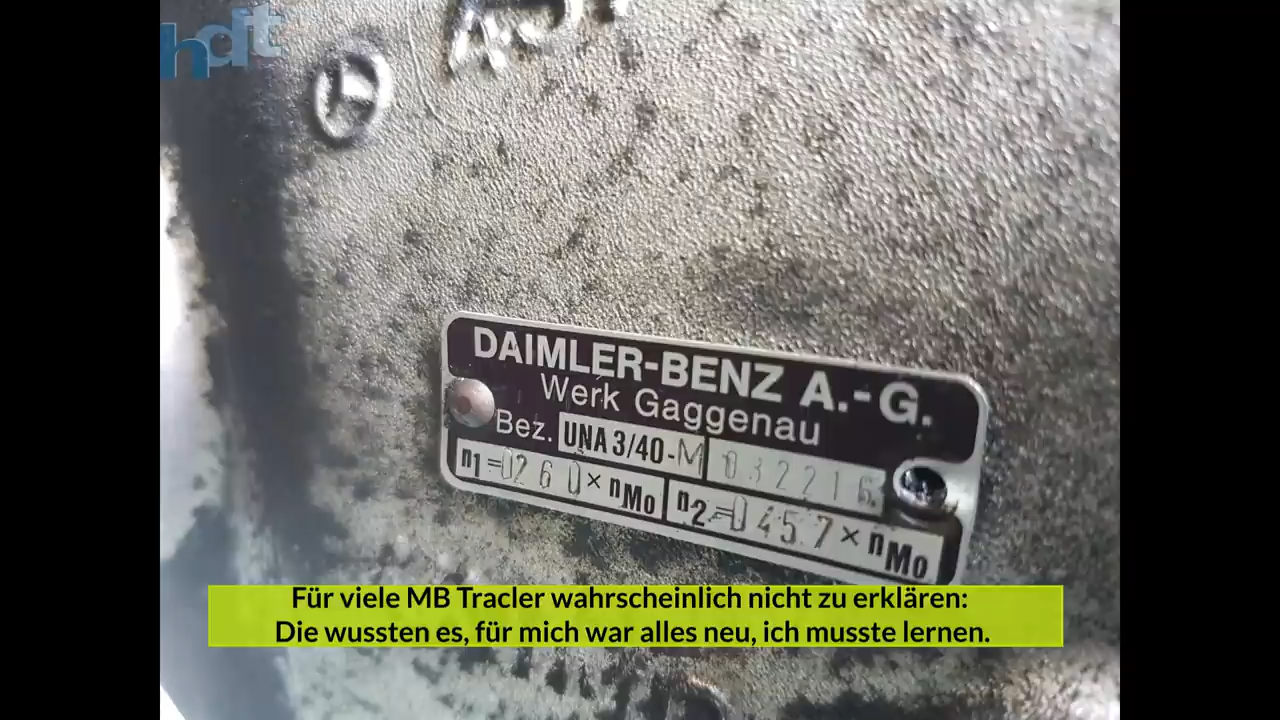 hdt
DAIMLER-BENZ A.-G.
Werk Gaggenau
Bez. UNA 3/40-M 032216
n1=0260× nMo n2=0457× nMo
Für viele MB Tracler wahrscheinlich nicht zu erklären:
Die wussten es, für mich war alles neu, ich musste lernen.